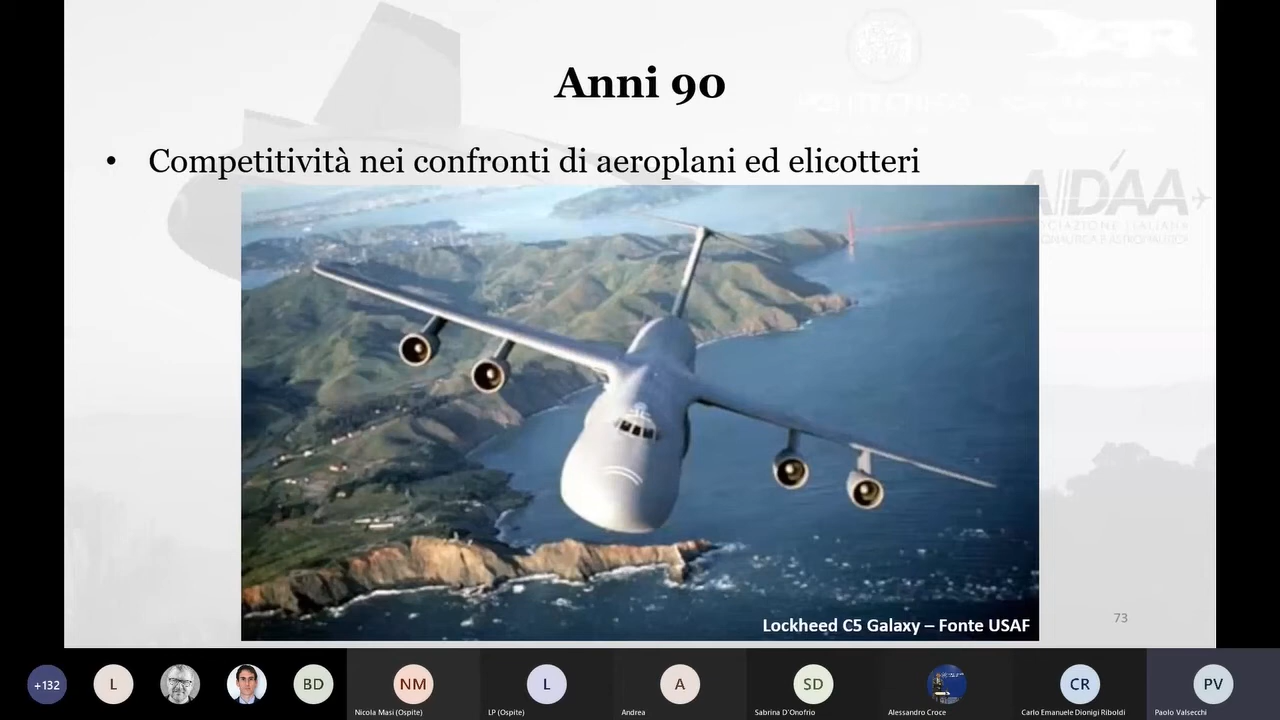 Anni 90
• Competitività nei confronti di aeroplani ed elicotteri
AIDAA
Lockheed C5 Galaxy – Fonte USAF
73
+132
L
BD
NM
L
A
SD
CR
PV
Nicola Masi (Ospite)
LP (Ospite)
Andrea
Sabrina D'Onofrio
Alessandro Croce
Carlo Emanuele Dionigi Riboldi
Paolo Valsecchi